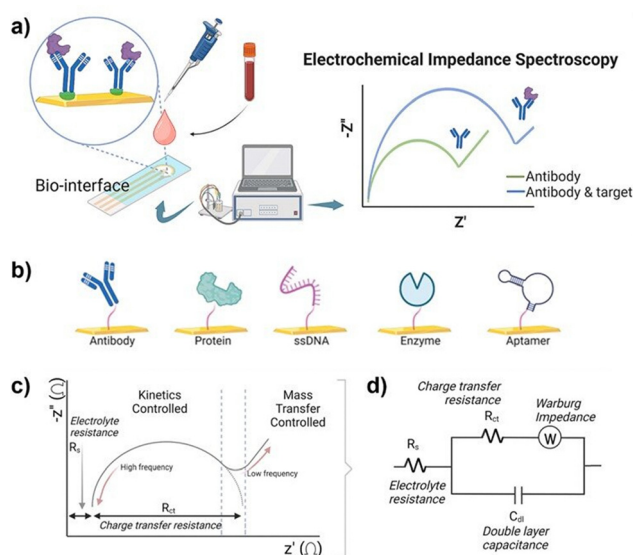 a)
Electrochemical Impedance Spectroscopy
-Z"
Bio-interface
Antibody
Antibody & target
Z'
b)
Antibody
Protein
ssDNA
Enzyme
Aptamer
c)
-Z" (Ω)
Kinetics
Controlled
Mass
Transfer
Controlled
Electrolyte
resistance
Rs
High frequency
Low frequency
Rct
Charge transfer resistance
z' (Ω)
d)
Charge transfer
resistance
Rct
Warburg
Impedance
W
Rs
Electrolyte
resistance
Cdl
Double layer
capacitance